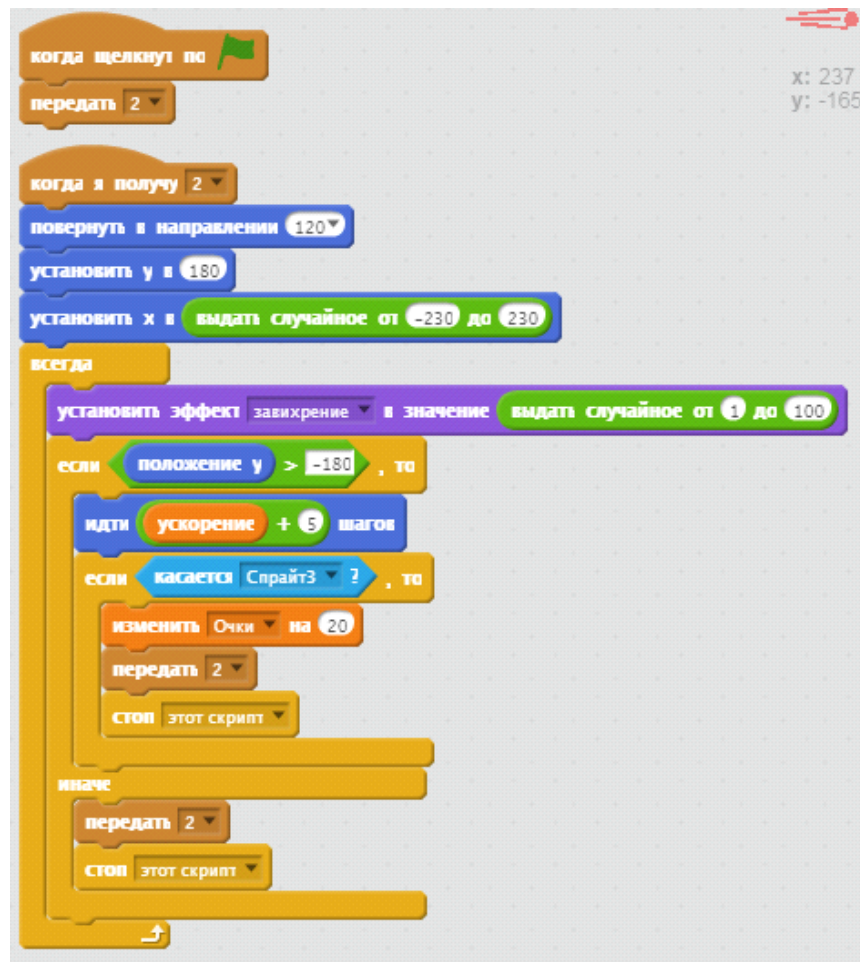 когда щелкнут по
x: 237
передать 2
y: -165
когда я получу 2
повернуть в направлении 120
установить y в 180
установить x в выдать случайное от -230 до 230
всегда
установить эффект завихрение в значение выдать случайное от 1 до 100
если положение y > -180 , то
идти ускорение + 5 шагов
если касается Спрайт3 ? , то
изменить Очки на 20
передать 2
стоп этот скрипт
иначе
передать 2
стоп этот скрипт